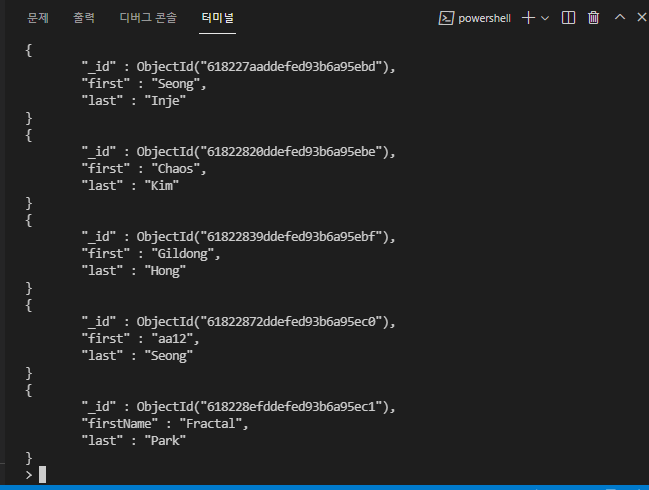 문제 출력 디버그 콘솔 터미널 powershell
{
"_id" : ObjectId("618227aaddefed93b6a95ebd"),
"first" : "Seong",
"last" : "Inje"
}
{
"_id" : ObjectId("61822820ddefed93b6a95ebe"),
"first" : "Chaos",
"last" : "Kim"
}
{
"_id" : ObjectId("61822839ddefed93b6a95ebf"),
"first" : "Gildong",
"last" : "Hong"
}
{
"_id" : ObjectId("61822872ddefed93b6a95ec0"),
"first" : "aa12",
"last" : "Seong"
}
{
"_id" : ObjectId("618228efddefed93b6a95ec1"),
"firstName" : "Fractal",
"last" : "Park"
}
>